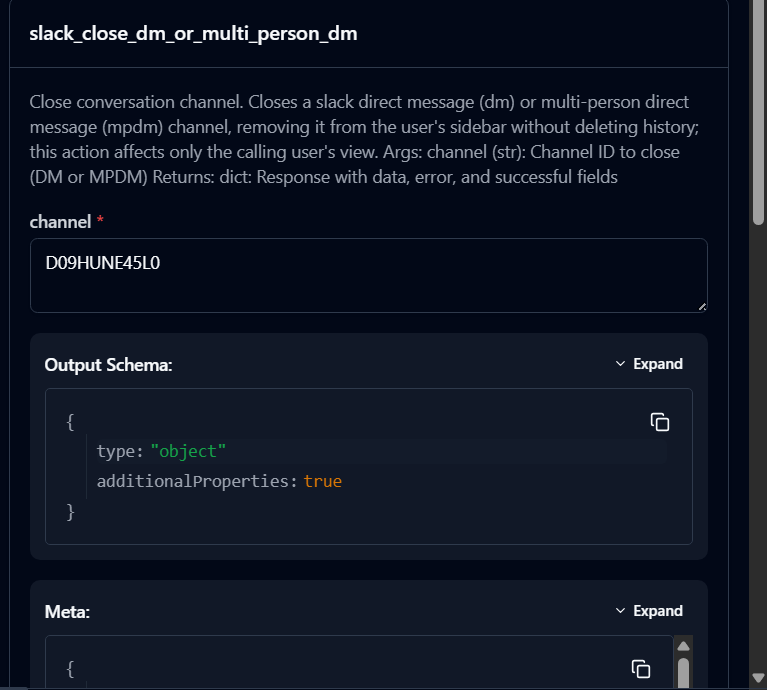 slack_close_dm_or_multi_person_dm
Close conversation channel. Closes a slack direct message (dm) or multi-person direct
message (mpdm) channel, removing it from the user's sidebar without deleting history;
this action affects only the calling user's view. Args: channel (str): Channel ID to close
(DM or MPDM) Returns: dict: Response with data, error, and successful fields
channel *
D09HUNE45L0
Output Schema:
Expand
{
type: "object"
additionalProperties: true
}
Meta:
Expand
{